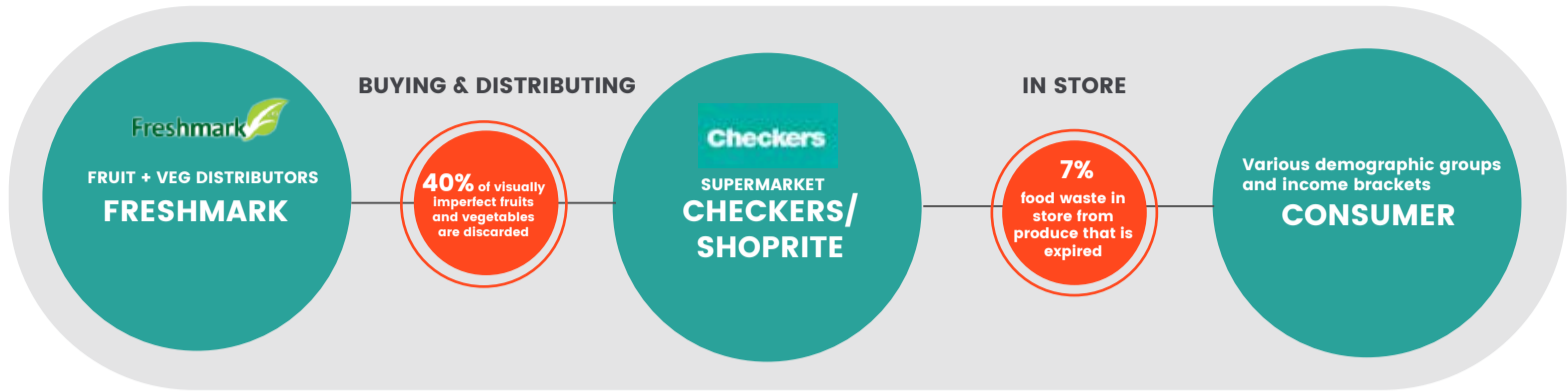 Freshmark
FRUIT + VEG DISTRIBUTORS
FRESHMARK
BUYING & DISTRIBUTING
40% of visually
imperfect fruits
and vegetables
are discarded
Checkers
SUPERMARKET
CHECKERS/
SHOPRITE
IN STORE
7%
food waste in
store from
produce that is
expired
Various demographic groups
and income brackets
CONSUMER